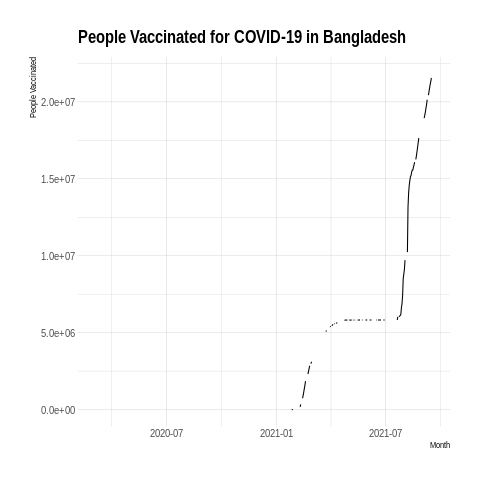 People Vaccinated for COVID-19 in Bangladesh
People Vaccinated
2.0e+07
1.5e+07
1.0e+07
5.0e+06
0.0e+00
2020-07
2021-01
2021-07
Month